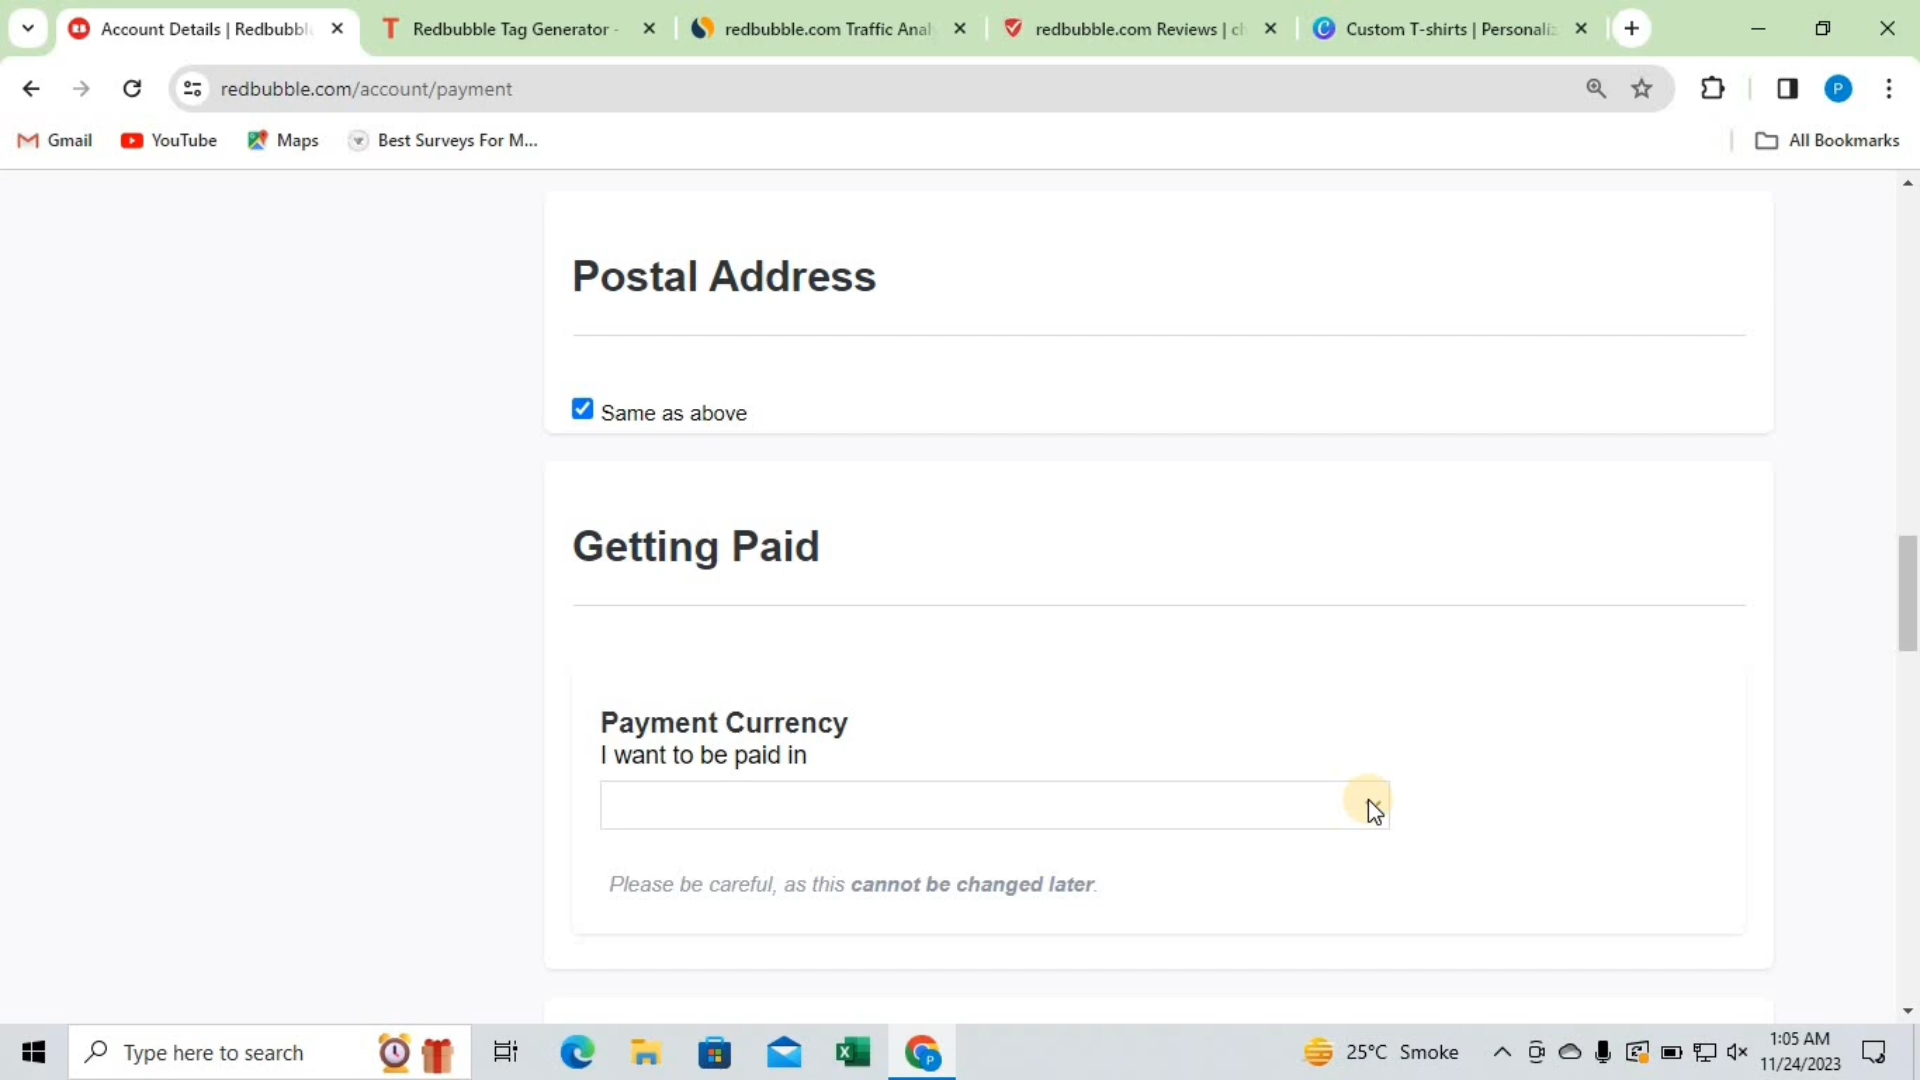 Account Details | Redbubbl
Redbubble Tag Generator -
redbubble.com Traffic Anal
redbubble.com Reviews | ch
Custom T-shirts | Personaliz
redbubble.com/account/payment
P
Gmail
YouTube
Maps
Best Surveys For M...
All Bookmarks
Postal Address
Same as above
Getting Paid
Payment Currency
I want to be paid in
Please be careful, as this cannot be changed later.
Type here to search
25°C Smoke
1:05 AM
11/24/2023